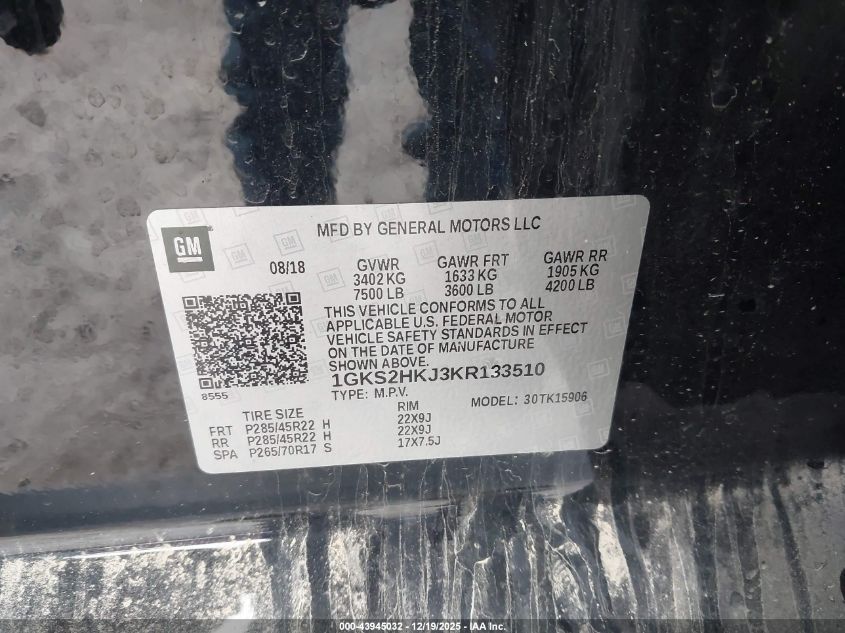 GM
MFD BY GENERAL MOTORS LLC
08/18
GVWR
3402 KG
7500 LB
GAWR FRT
1633 KG
3600 LB
GAWR RR
1905 KG
4200 LB
THIS VEHICLE CONFORMS TO ALL
APPLICABLE U.S. FEDERAL MOTOR
VEHICLE SAFETY STANDARDS IN EFFECT
ON THE DATE OF MANUFACTURE
SHOWN ABOVE.
8555
1GKS2HKJ3KR133510
TYPE: M.P.V.
MODEL: 30TK15906
TIRE SIZE RIM
FRT P285/45R22 H 22X9J
RR P285/45R22 H 22X9J
SPA P265/70R17 S 17X7.5J
000-43945032 - 12/19/2025 - IAA Inc.